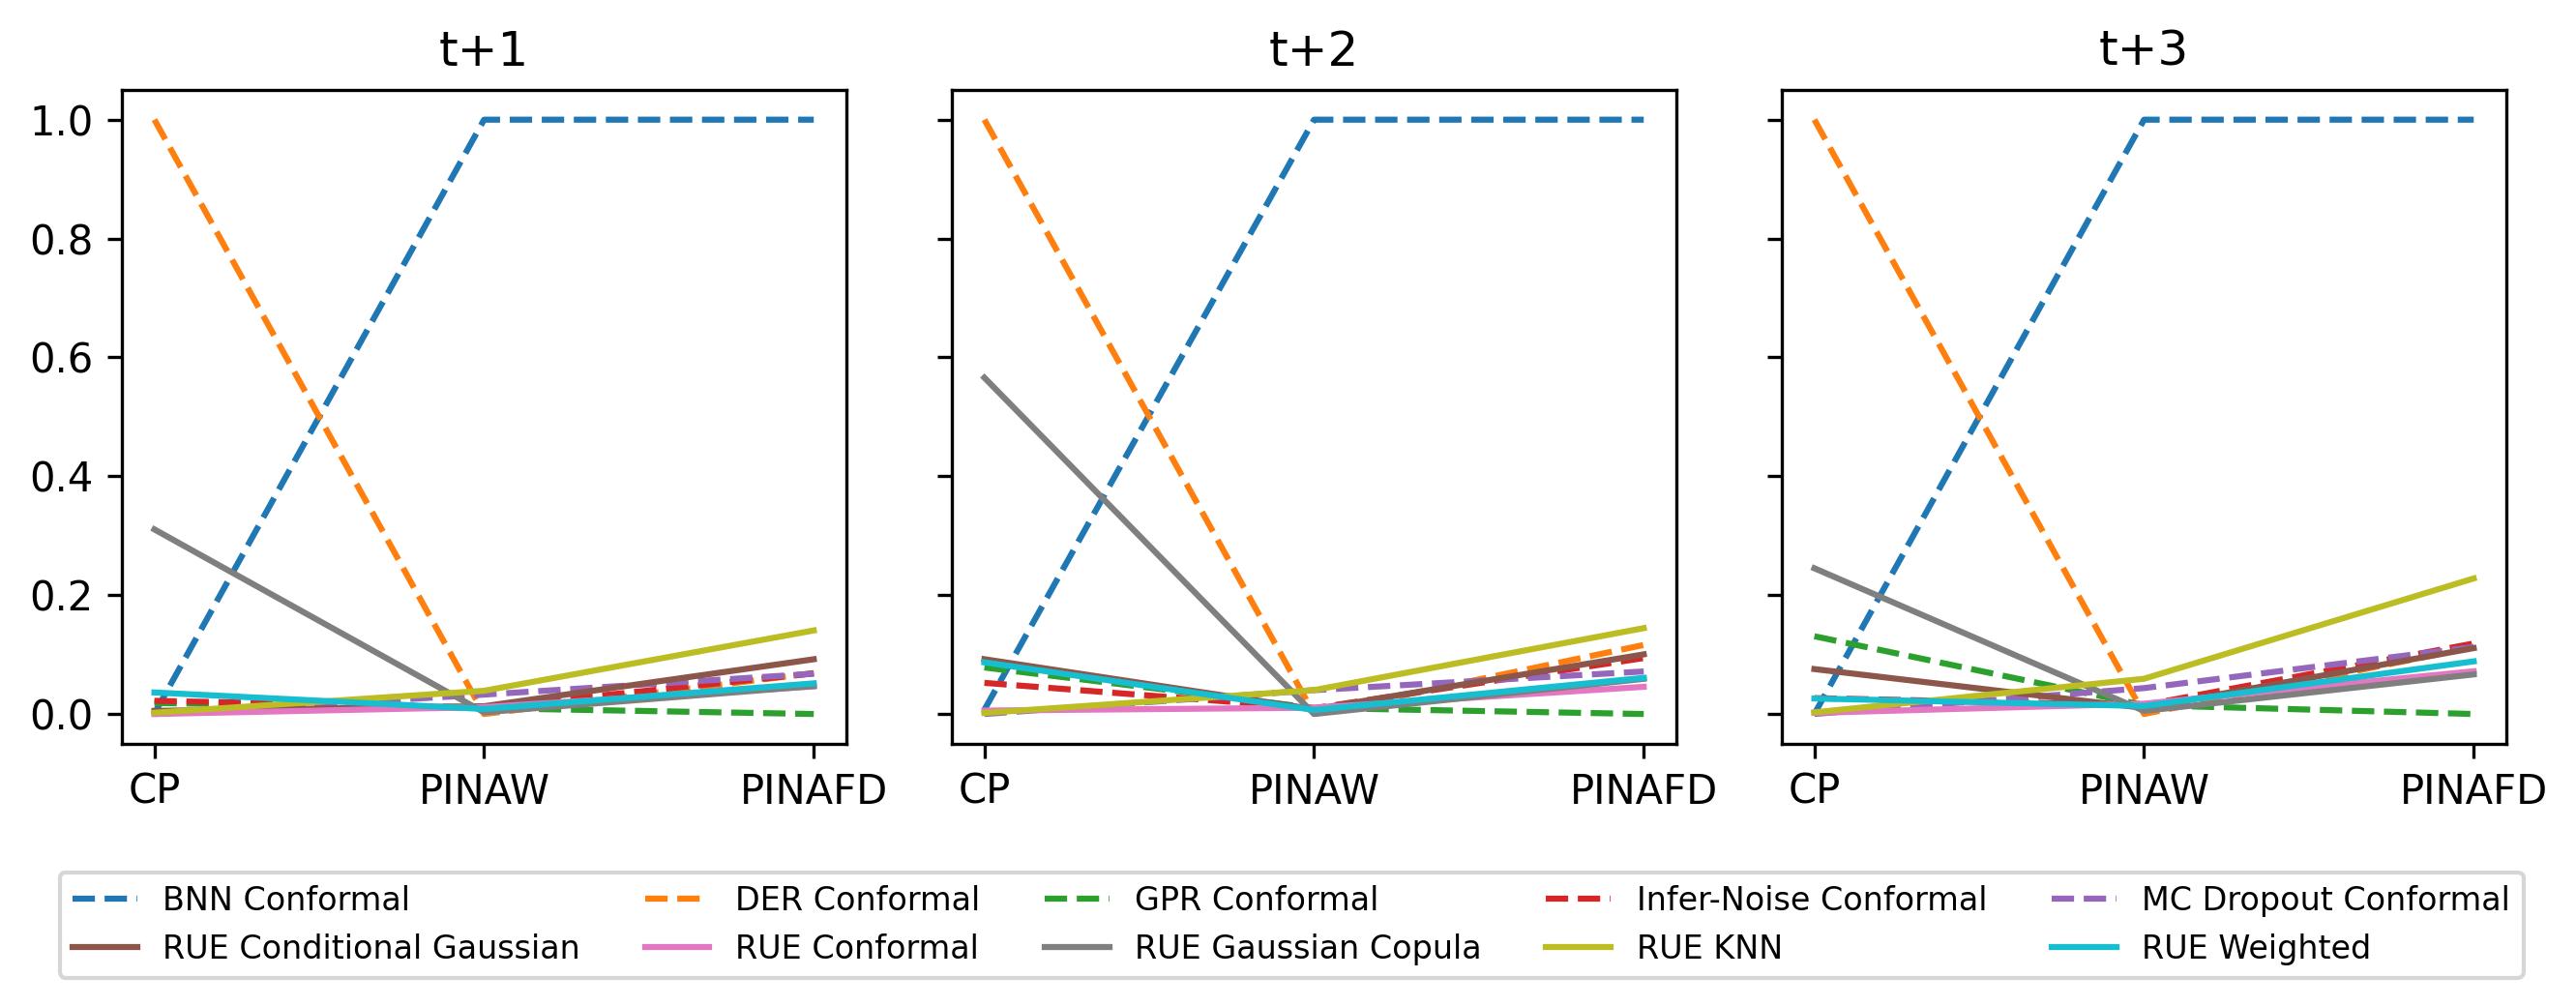 t+1 t+2 t+3
1.0
0.8
0.6
0.4
0.2
0.0
CP PINAW PINAFD CP PINAW PINAFD CP PINAW PINAFD
BNN Conformal DER Conformal GPR Conformal Infer-Noise Conformal MC Dropout Conformal
RUE Conditional Gaussian RUE Conformal RUE Gaussian Copula RUE KNN RUE Weighted